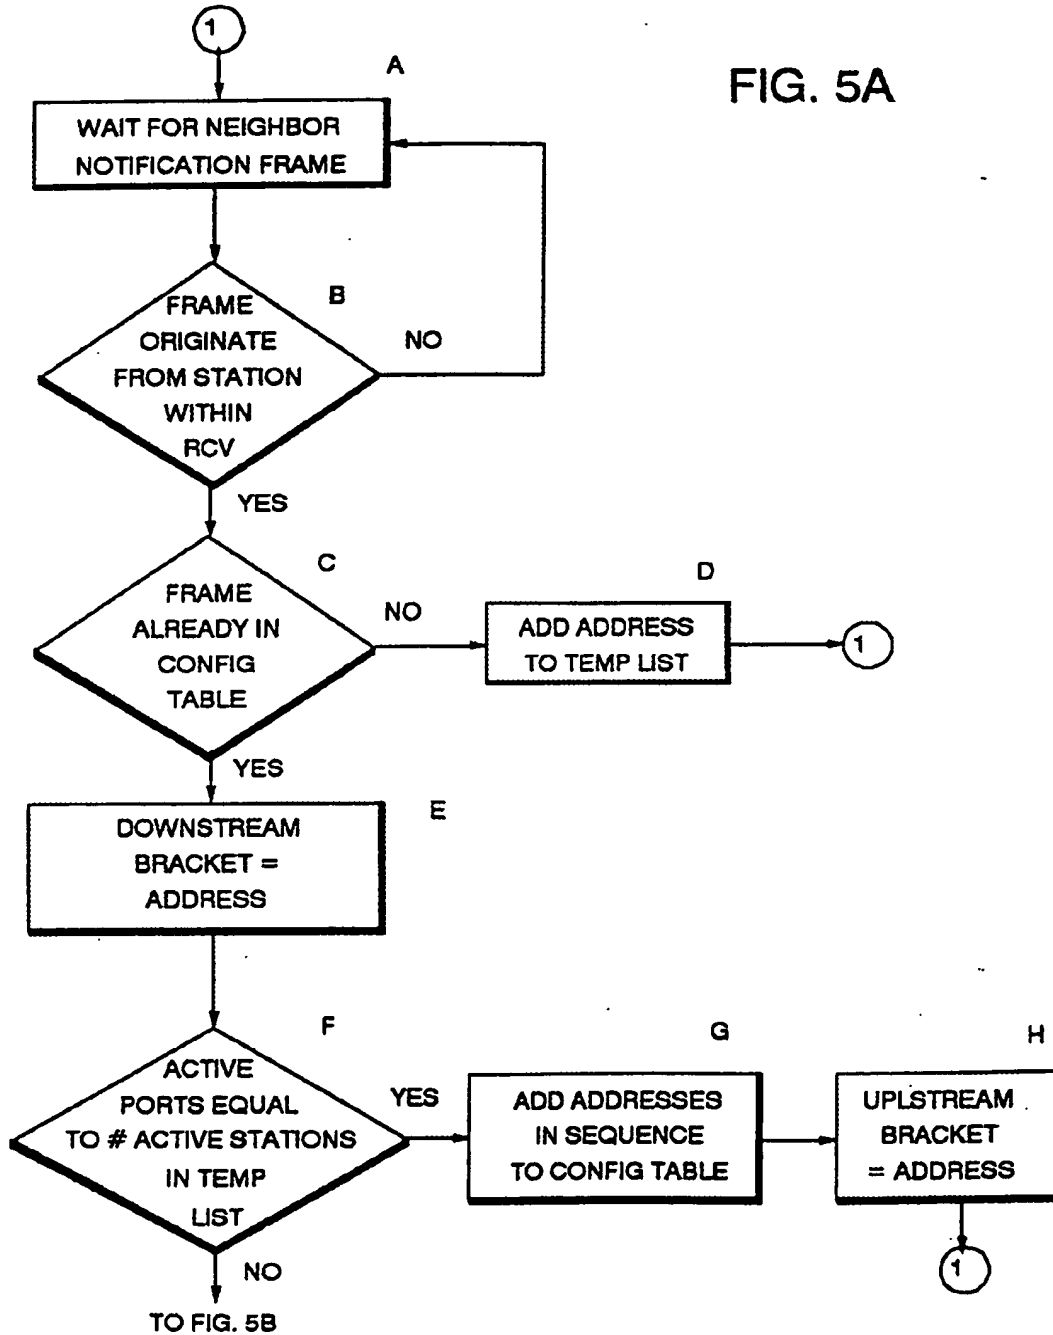 1
A
FIG. 5A
WAIT FOR NEIGHBOR
NOTIFICATION FRAME
B
FRAME
ORIGINATE
FROM STATION
WITHIN
RCV
NO
YES
C
FRAME
ALREADY IN
CONFIG
TABLE
NO
D
ADD ADDRESS
TO TEMP LIST
1
YES
E
DOWNSTREAM
BRACKET =
ADDRESS
F
ACTIVE
PORTS EQUAL
TO # ACTIVE STATIONS
IN TEMP
LIST
YES
G
ADD ADDRESSES
IN SEQUENCE
TO CONFIG TABLE
H
UPLSTREAM
BRACKET
= ADDRESS
1
NO
TO FIG. 5B